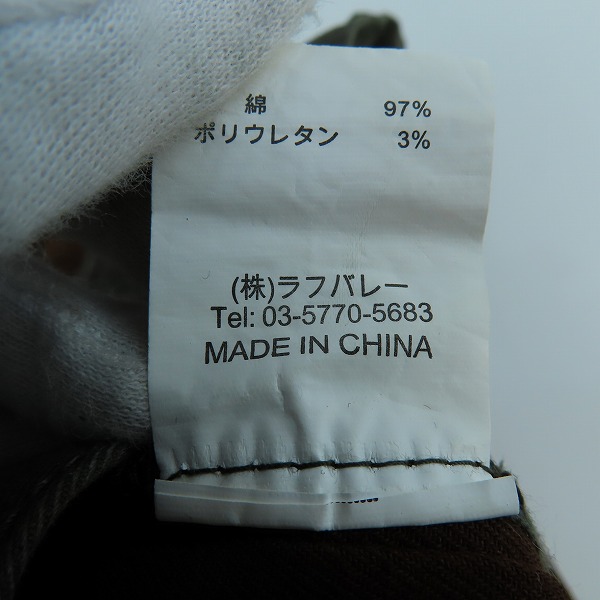 綿 97%
ポリウレタン 3%
(株)ラフバレー
Tel: 03-5770-5683
MADE IN CHINA